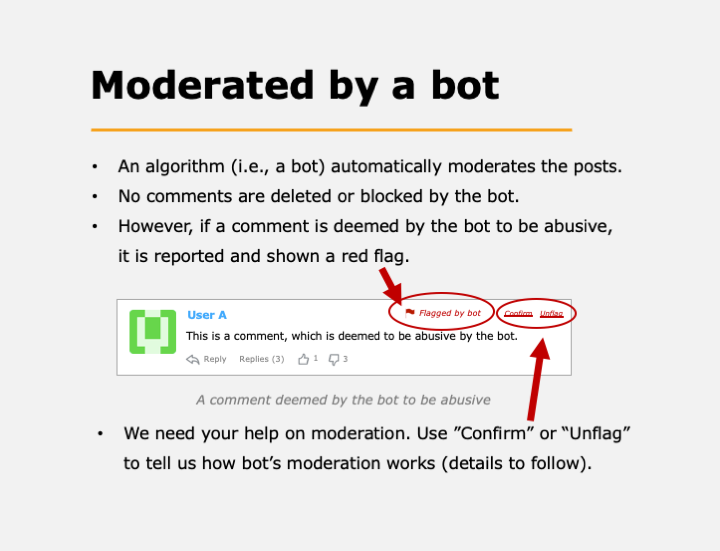 Moderated by a bot
• An algorithm (i.e., a bot) automatically moderates the posts.
• No comments are deleted or blocked by the bot.
• However, if a comment is deemed by the bot to be abusive,
it is reported and shown a red flag.
User A Flagged by bot Confirm Unflag
This is a comment, which is deemed to be abusive by the bot.
Reply Replies (3) 1 3
A comment deemed by the bot to be abusive
• We need your help on moderation. Use ”Confirm” or “Unflag”
to tell us how bot’s moderation works (details to follow).